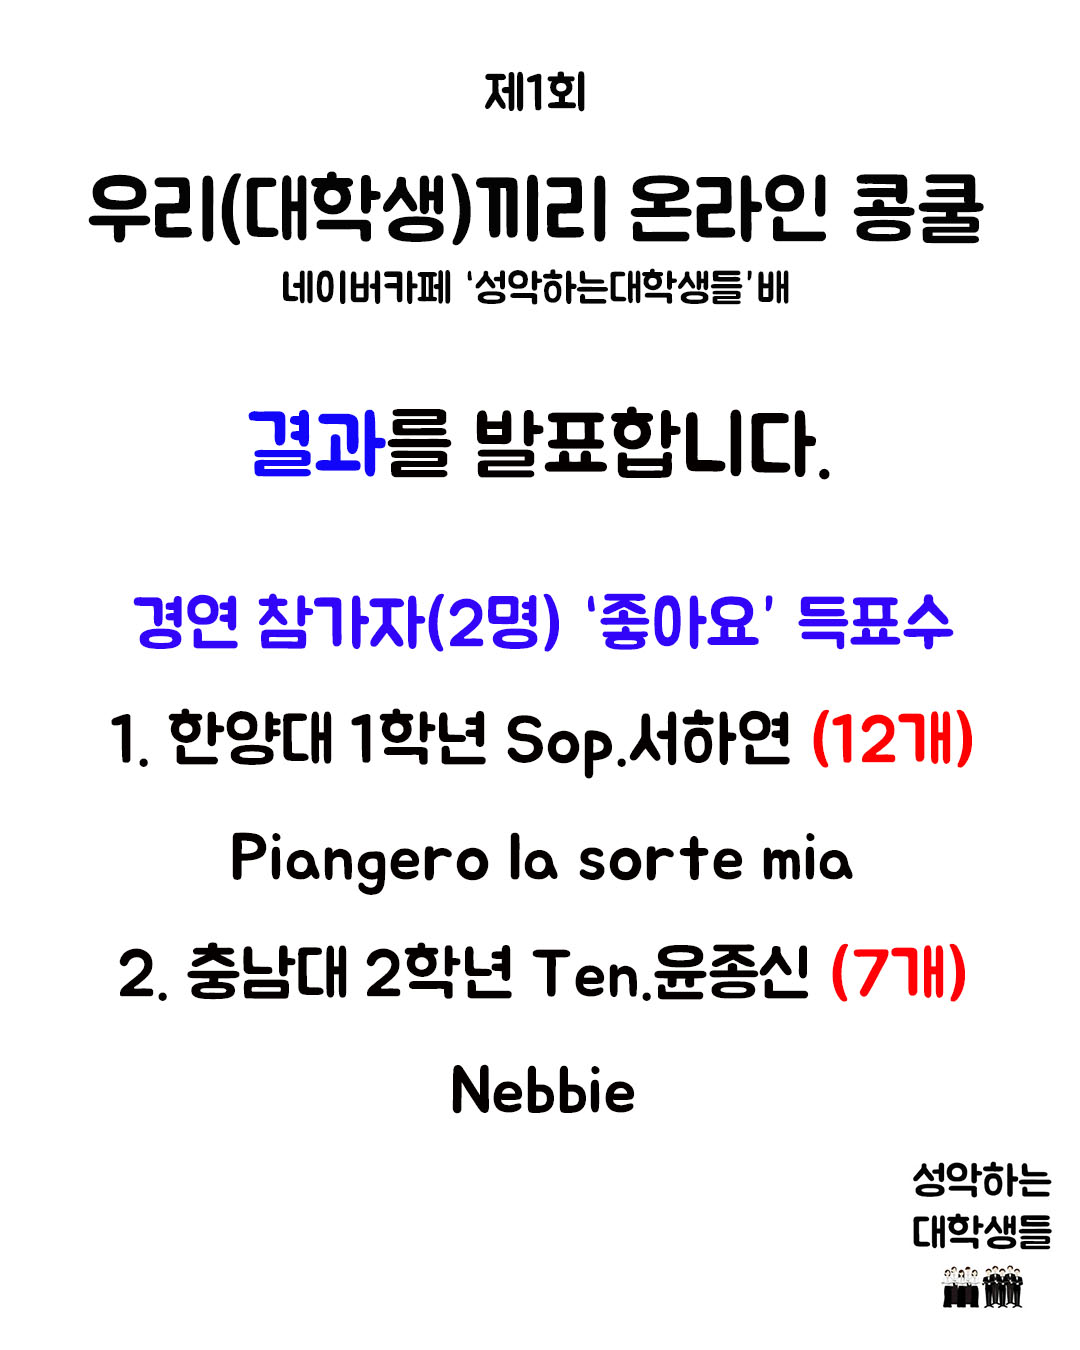 제1회
우리(대학생)끼리 온라인 콩쿨
네이버카페 ‘성악하는대학생들’배
결과를 발표합니다.
경연 참가자(2명) ‘좋아요’ 득표수
1. 한양대 1학년 Sop.서하연 (12개)
Piangero la sorte mia
2. 충남대 2학년 Ten.윤종신 (7개)
Nebbie
성악하는
대학생들